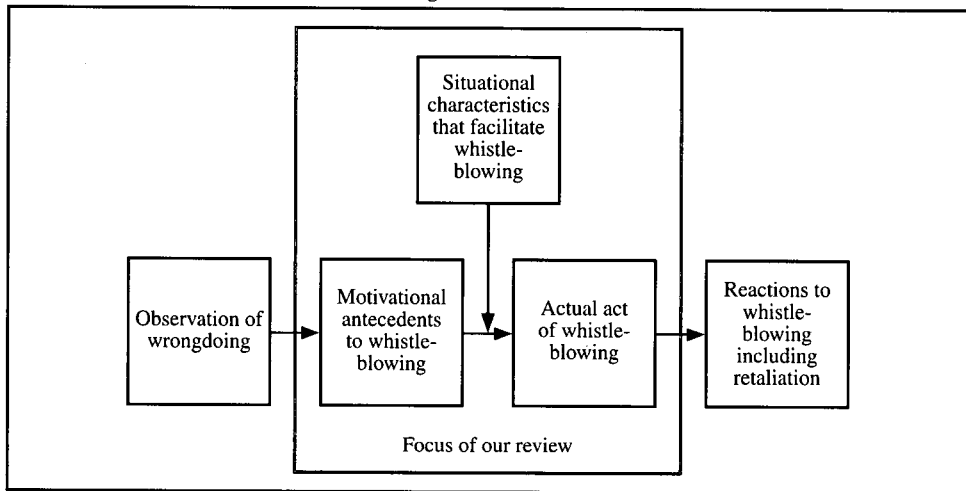 Situational
characteristics
that facilitate
whistle-
blowing
Observation of
wrongdoing
Motivational
antecedents
to whistle-
blowing
Actual act
of whistle-
blowing
Reactions to
whistle-
blowing
including
retaliation
Focus of our review